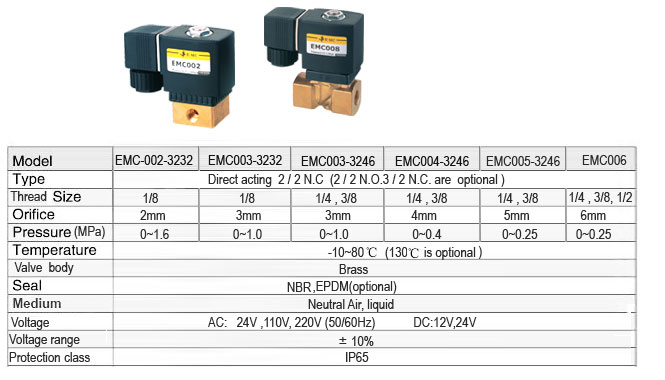 E·MC
EMC002
E·MC
EMC008
Model EMC-002-3232 EMC003-3232 EMC003-3246 EMC004-3246 EMC005-3246 EMC006
Type Direct acting 2 / 2 N.C (2 / 2 N.O.3 / 2 N.C. are optional )
Thread Size 1/8 1/8 1/4 , 3/8 1/4 , 3/8 1/4 , 3/8 1/4 , 3/8, 1/2
Orifice 2mm 3mm 3mm 4mm 5mm 6mm
Pressure (MPa) 0~1.6 0~1.0 0~1.0 0~0.4 0~0.25 0~0.25
Temperature -10~80℃ (130℃ is optional )
Valve body Brass
Seal NBR,EPDM(optional)
Medium Neutral Air, liquid
Voltage AC: 24V ,110V, 220V (50/60Hz) DC:12V,24V
Voltage range ± 10%
Protection class IP65